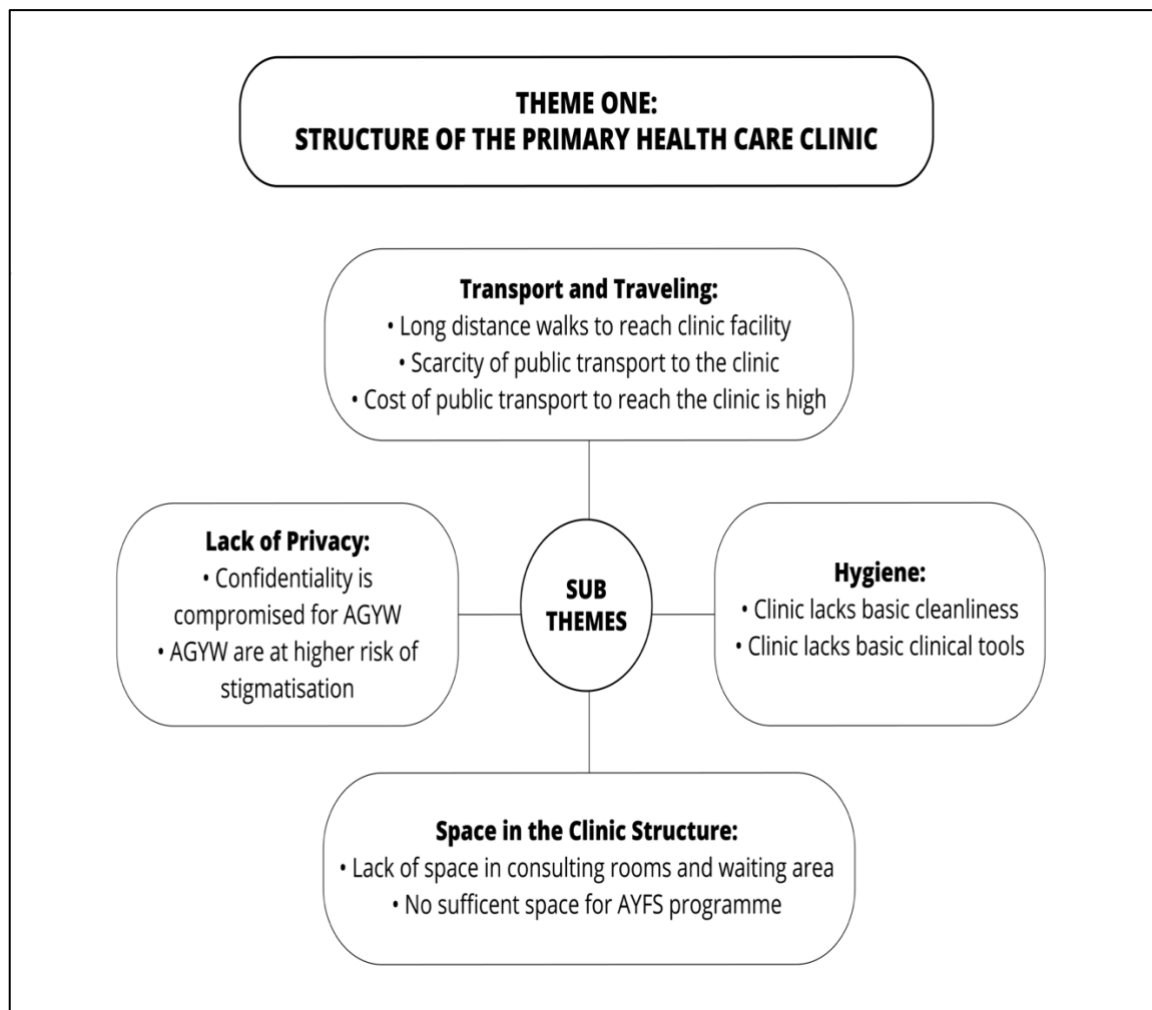 THEME ONE:
STRUCTURE OF THE PRIMARY HEALTH CARE CLINIC
Transport and Traveling:
• Long distance walks to reach clinic facility
• Scarcity of public transport to the clinic
• Cost of public transport to reach the clinic is high
Lack of Privacy:
• Confidentiality is
compromised for AGYW
• AGYW are at higher risk of
stigmatisation
SUB
THEMES
Hygiene:
• Clinic lacks basic cleanliness
• Clinic lacks basic clinical tools
Space in the Clinic Structure:
• Lack of space in consulting rooms and waiting area
• No sufficent space for AYFS programme